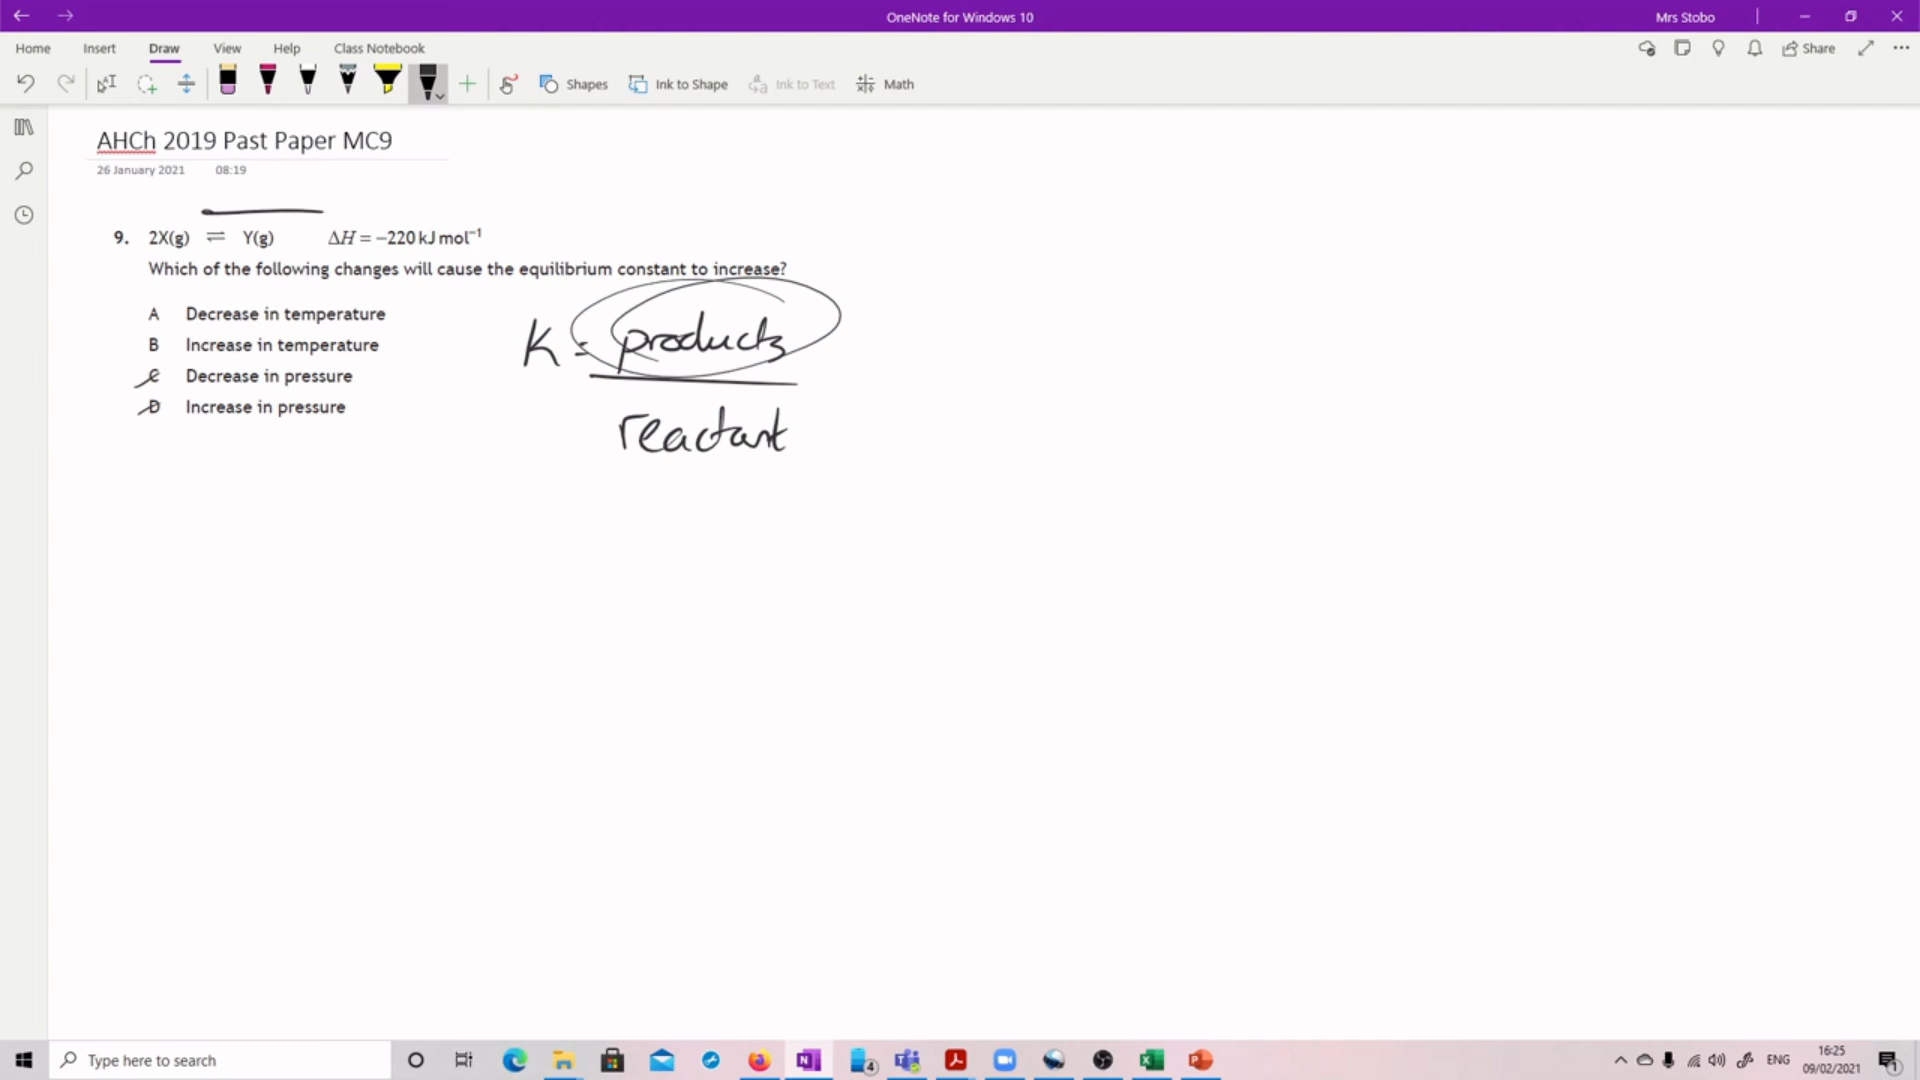 OneNote for Windows 10
Mrs Stobo
Home Insert Draw View Help Class Notebook
Share
Shapes Ink to Shape Ink to Text Math
AHCh 2019 Past Paper MC9
26 January 2021 08:19
9. 2X(g) ⇌ Y(g) ΔH = −220 kJ mol⁻¹
Which of the following changes will cause the equilibrium constant to increase?
A Decrease in temperature
B Increase in temperature
C Decrease in pressure
D Increase in pressure
K = products
reactant
Type here to search
4
ENG
16:25
09/02/2021
1